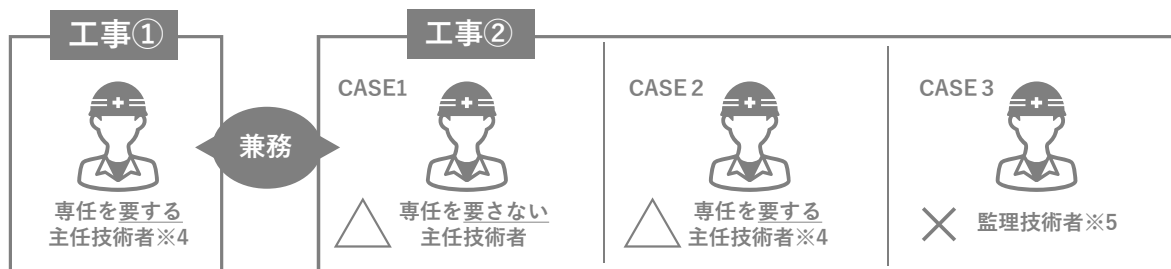 工事①
工事②
CASE1
CASE 2
CASE 3
兼務
専任を要する
主任技術者※4
専任を要さない
主任技術者
専任を要する
主任技術者※4
監理技術者※5